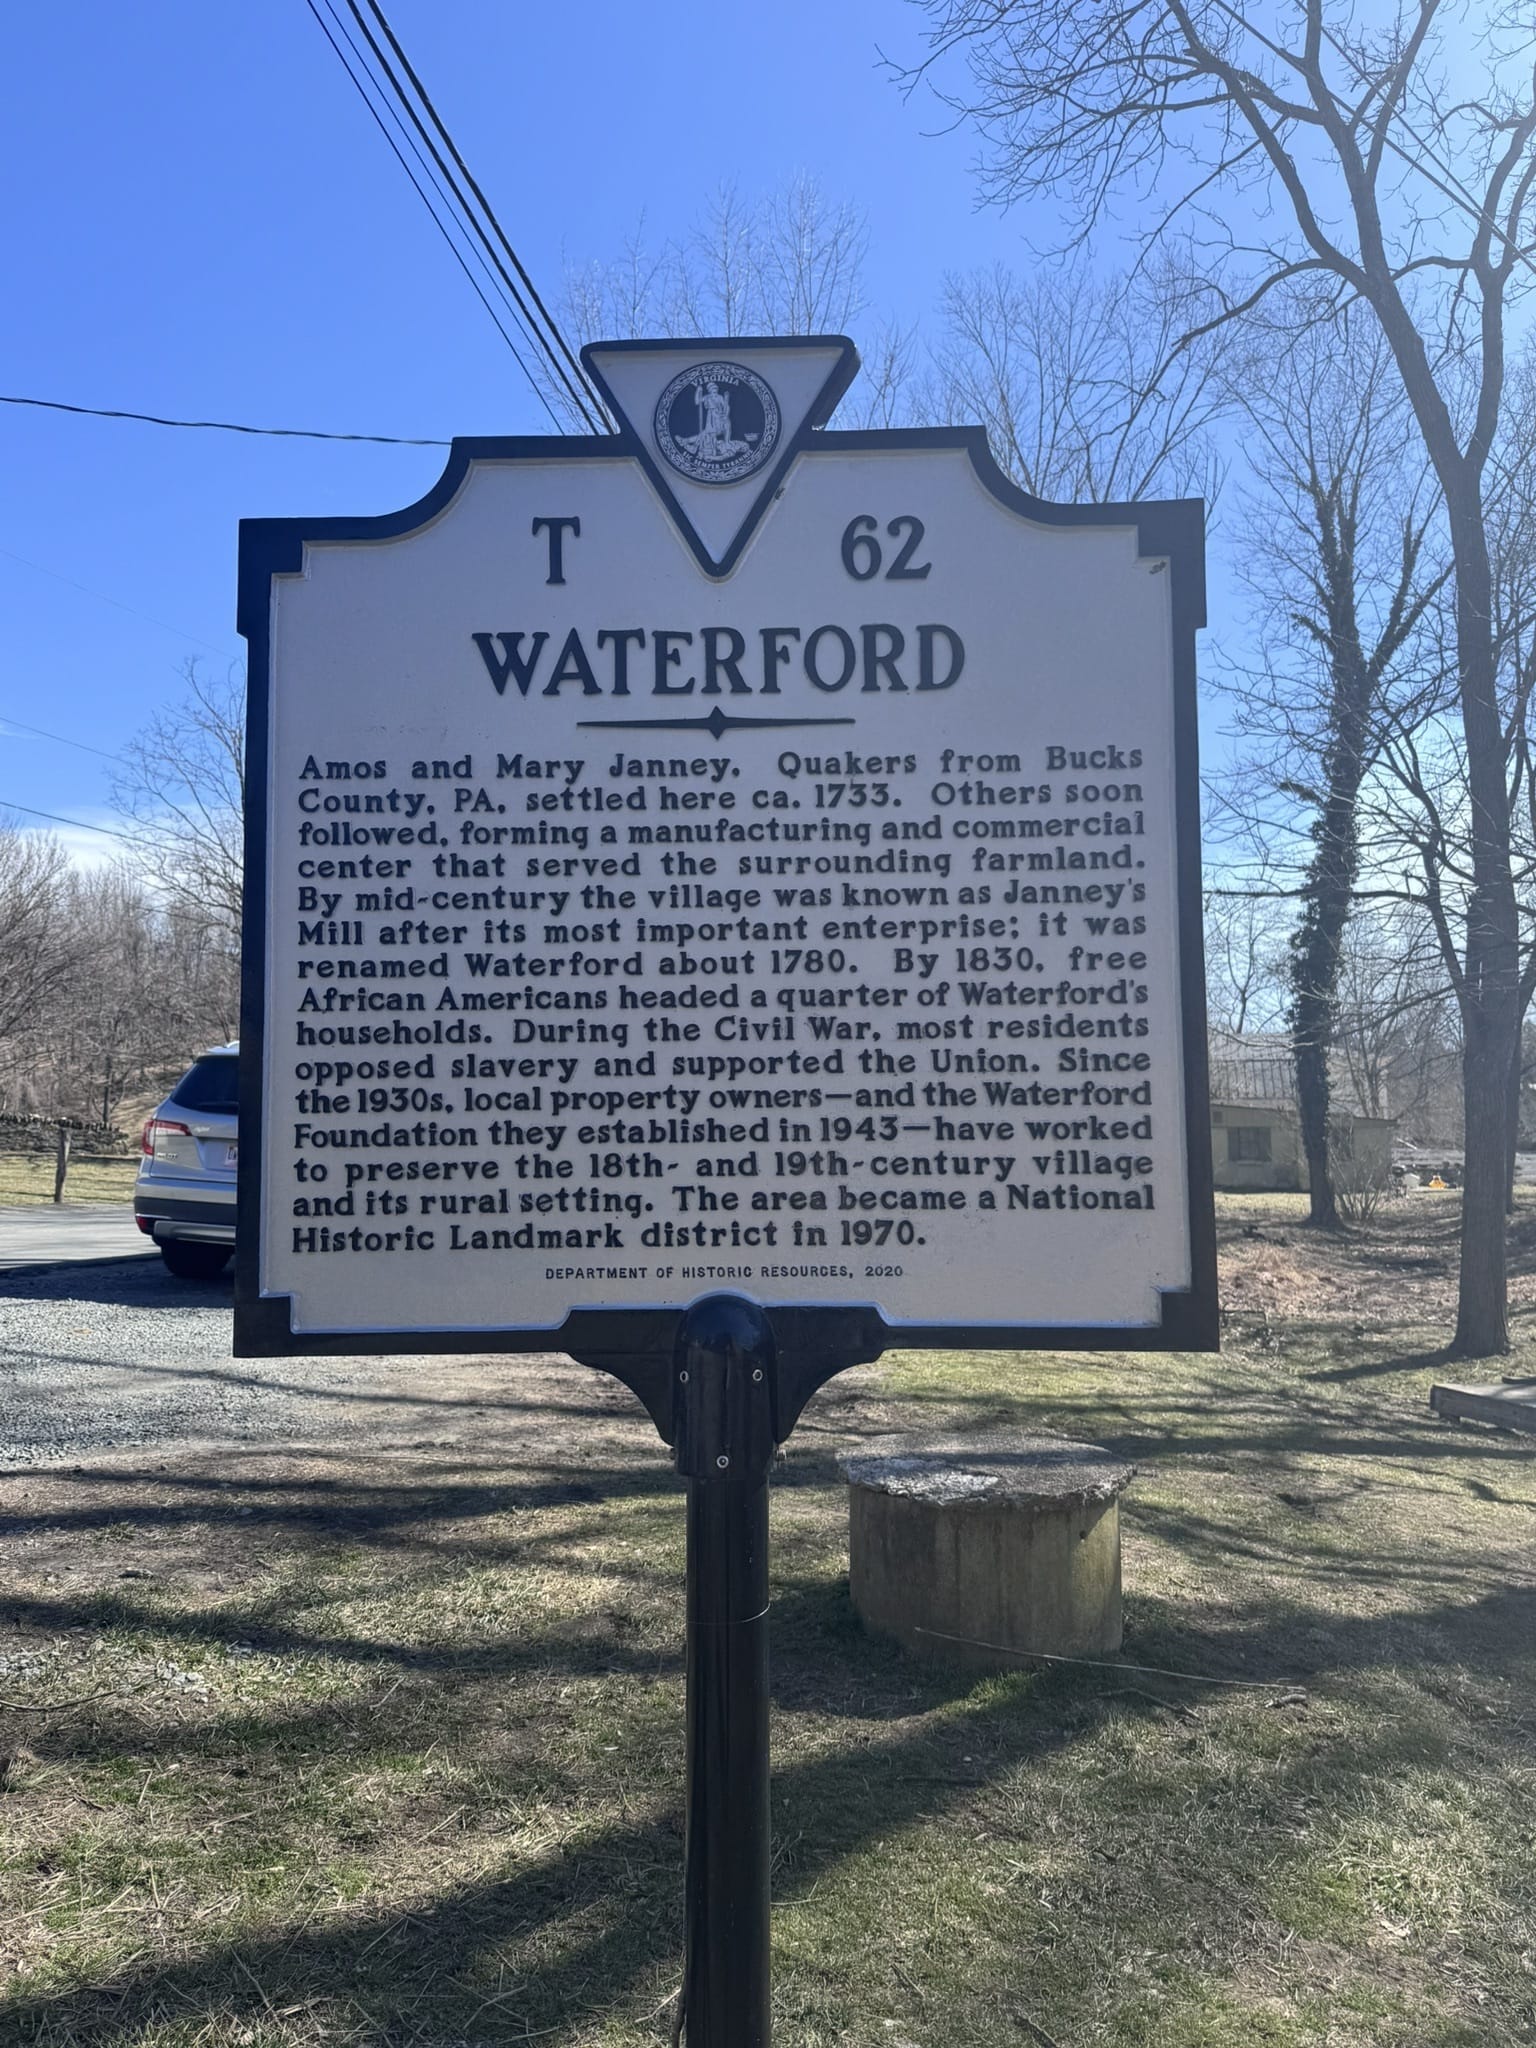 VIRGINIA
SIC SEMPER TYRANNIS
T 62
WATERFORD
Amos and Mary Janney, Quakers from Bucks
County, PA, settled here ca. 1733. Others soon
followed, forming a manufacturing and commercial
center that served the surrounding farmland.
By mid-century the village was known as Janney's
Mill after its most important enterprise; it was
renamed Waterford about 1780. By 1830, free
African Americans headed a quarter of Waterford's
households. During the Civil War, most residents
opposed slavery and supported the Union. Since
the 1930s, local property owners—and the Waterford
Foundation they established in 1943—have worked
to preserve the 18th- and 19th-century village
and its rural setting. The area became a National
Historic Landmark district in 1970.
DEPARTMENT OF HISTORIC RESOURCES, 2020